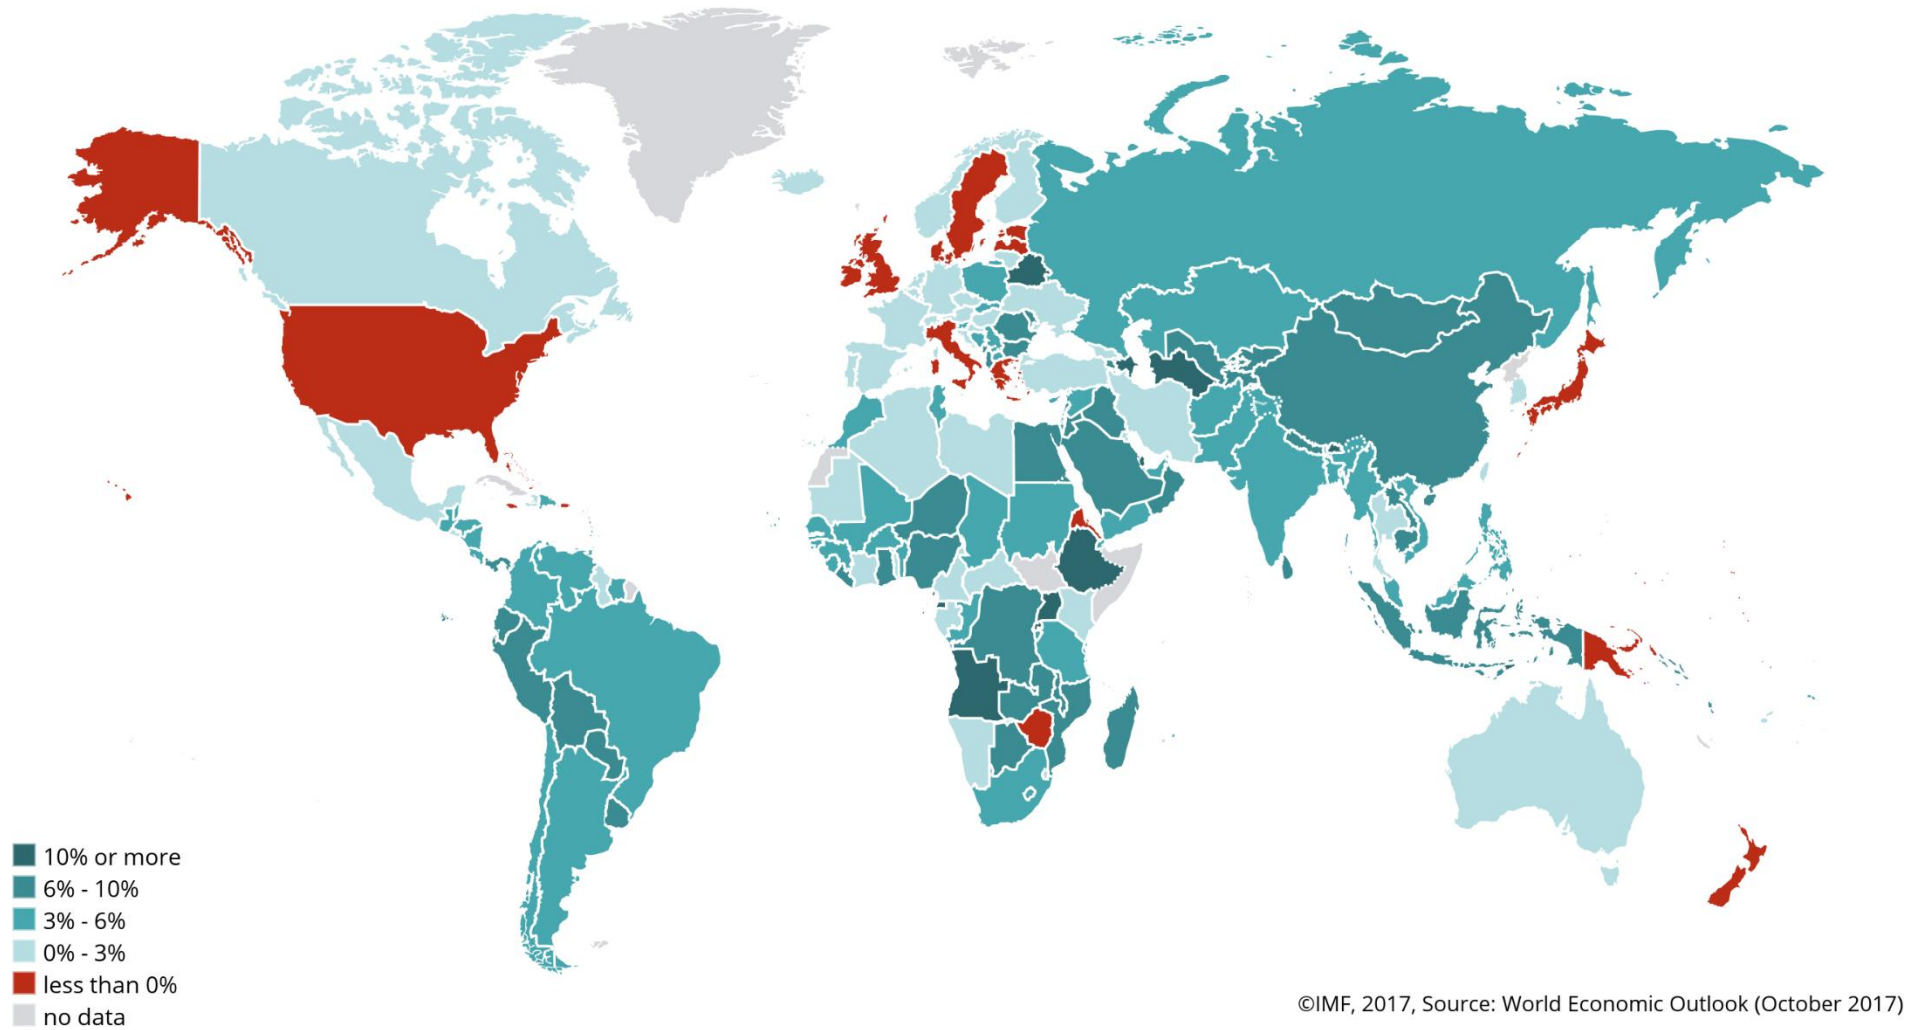 10% or more
6% - 10%
3% - 6%
0% - 3%
less than 0%
no data
©IMF, 2017, Source: World Economic Outlook (October 2017)